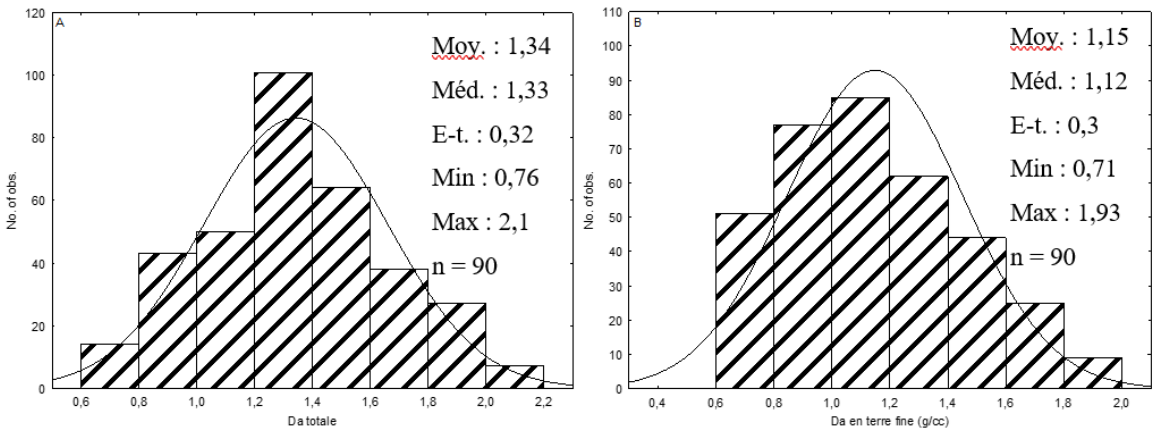 A
120
100
80
60
40
20
0
No. of obs.
0,6 0,8 1,0 1,2 1,4 1,6 1,8 2,0 2,2
Da totale
Moy. : 1,34
Méd. : 1,33
E-t. : 0,32
Min : 0,76
Max : 2,1
n = 90
B
110
100
90
80
70
60
50
40
30
20
10
0
No. of obs.
0,4 0,6 0,8 1,0 1,2 1,4 1,6 1,8 2,0
Da en terre fine (g/cc)
Moy. : 1,15
Méd. : 1,12
E-t. : 0,3
Min : 0,71
Max : 1,93
n = 90